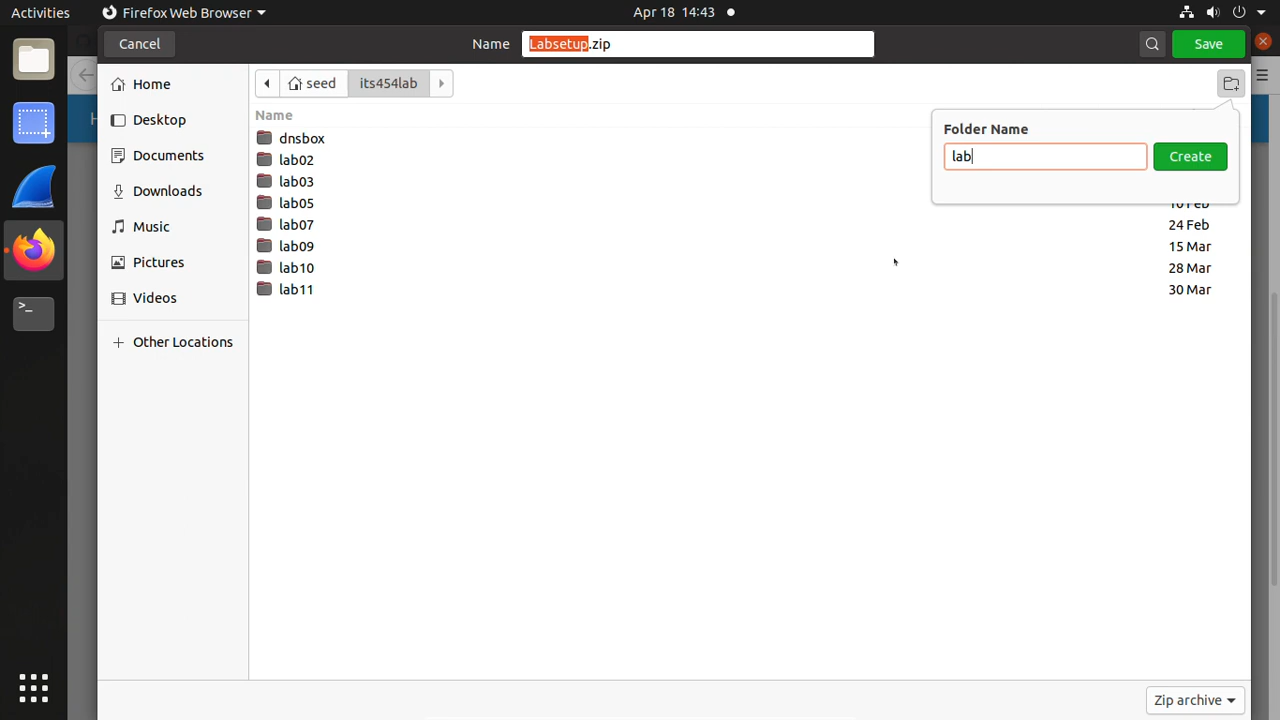 Activities Firefox Web Browser Apr 18 14:43
Cancel Name Labsetup.zip Save
Home seed its454lab
Name
Folder Name
Desktop dnsbox
lab02 lab Create
Documents
lab03
Downloads lab05
Music lab07 24 Feb
lab09 15 Mar
Pictures lab10 28 Mar
Videos lab11 30 Mar
Other Locations
Zip archive